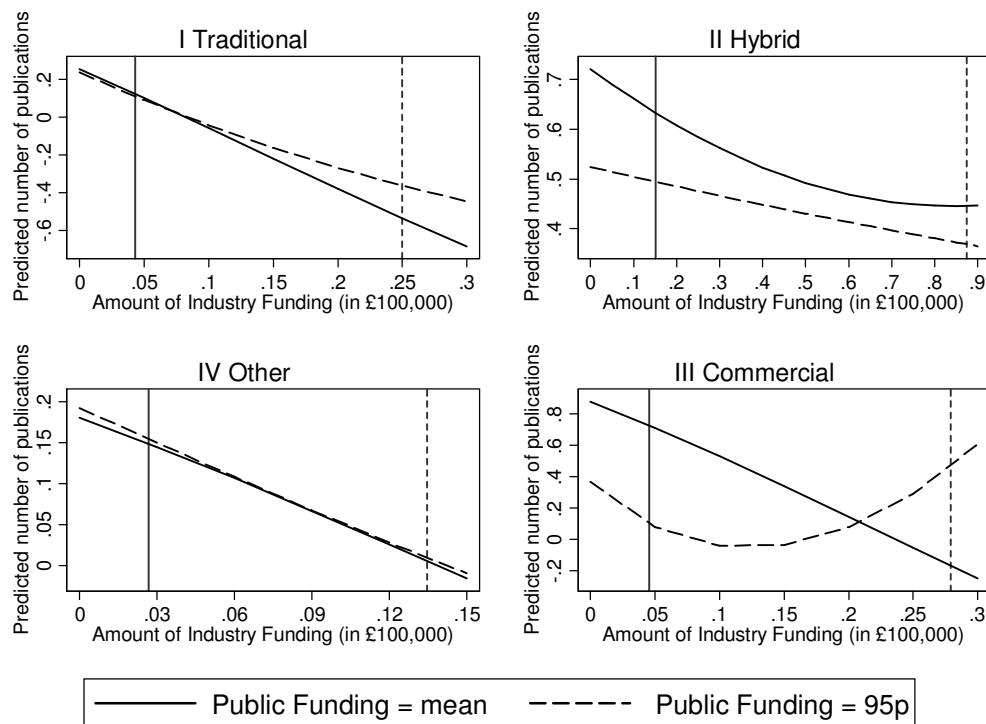 I Traditional
Predicted number of publications
.2
0
-.2
-.4
-.6
0 .05 .1 .15 .2 .25 .3
Amount of Industry Funding (in £100,000)
II Hybrid
Predicted number of publications
.7
.6
.5
.4
0 .1 .2 .3 .4 .5 .6 .7 .8 .9
Amount of Industry Funding (in £100,000)
IV Other
Predicted number of publications
.2
.15
.1
.05
0
0 .03 .06 .09 .12 .15
Amount of Industry Funding (in £100,000)
III Commercial
Predicted number of publications
.8
.6
.4
.2
0
-.2
0 .05 .1 .15 .2 .25 .3
Amount of Industry Funding (in £100,000)
Public Funding = mean Public Funding = 95p